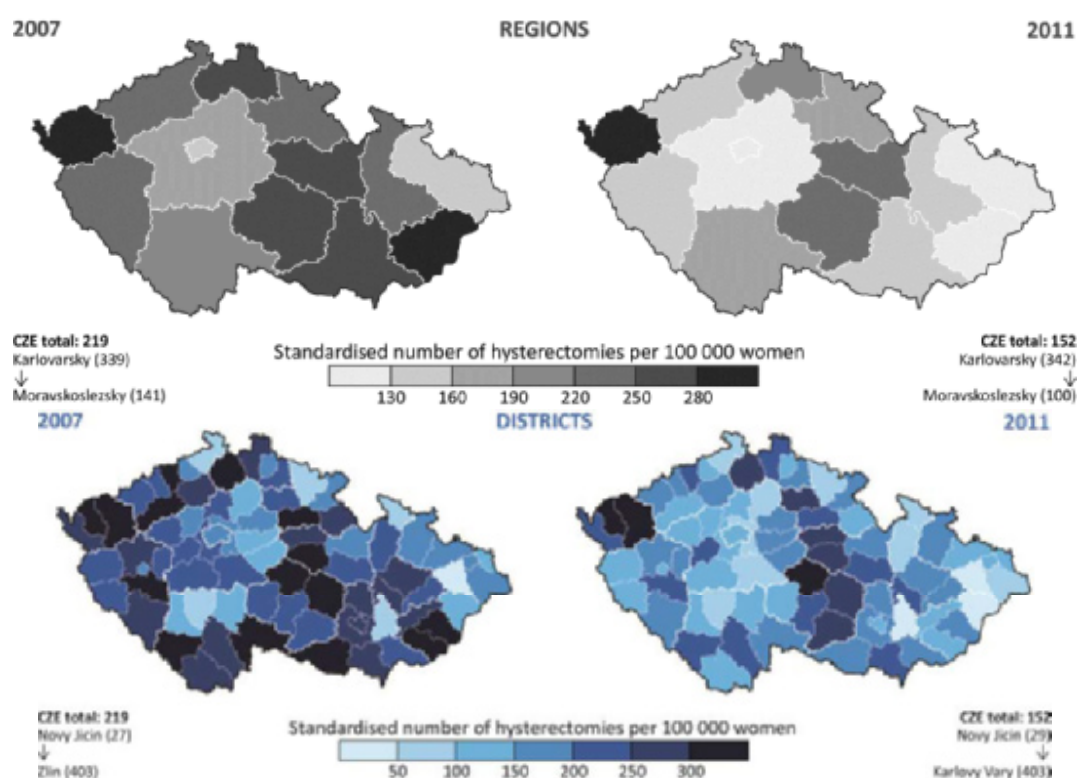 2007 REGIONS 2011
CZE total: 219
Karlovarsky (339)
↓
Moravskoslezsky (141)
Standardised number of hysterectomies per 100 000 women
130 160 190 220 250 280
CZE total: 152
Karlovarsky (342)
↓
Moravskoslezsky (100)
2007 DISTRICTS 2011
CZE total: 219
Novy Jicin (27)
↓
Zlin (403)
Standardised number of hysterectomies per 100 000 women
50 100 150 200 250 300
CZE total: 152
Novy Jicin (29)
↓
Karlovy Vary (403)